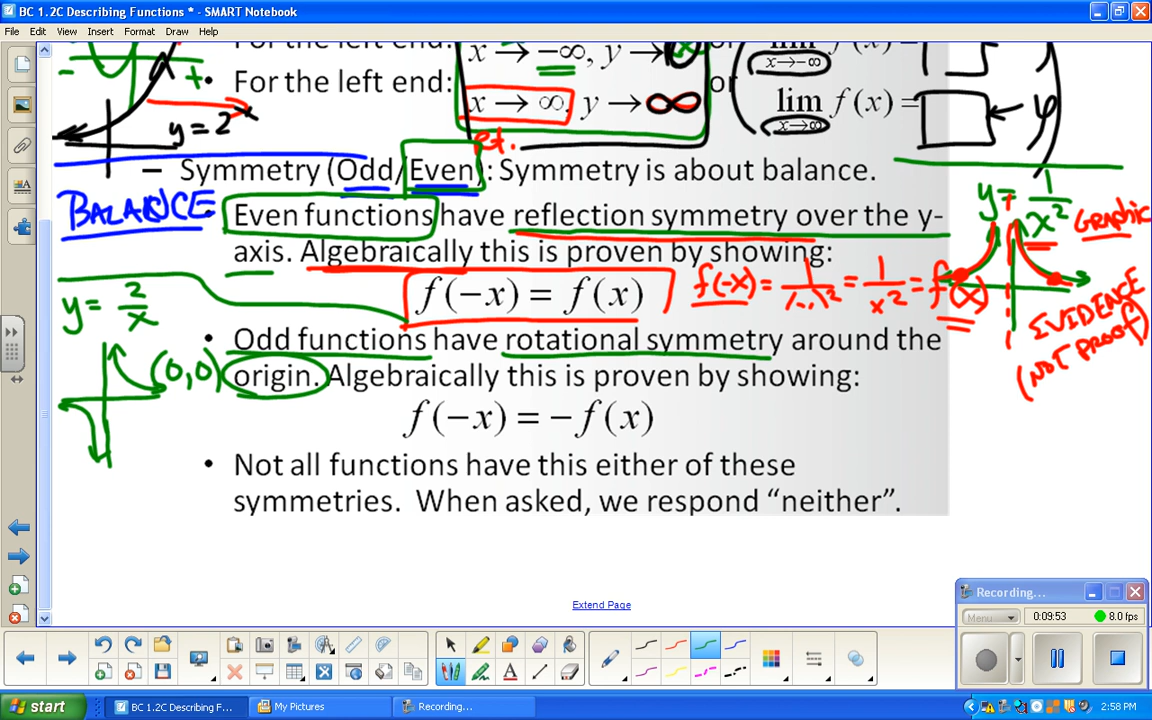 BC 1.2C Describing Functions * - SMART Notebook
File Edit View Insert Format Draw Help
For the left end:
x → −∞, y →
or
lim f(x) =
x→−∞
• For the left end:
x → ∞, y → ∞
or
lim f(x) =
x→∞
- +
y = 2^x
– Symmetry (Odd/Even): Symmetry is about balance.
BALANCE
• Even functions have reflection symmetry over the y-
axis. Algebraically this is proven by showing:
f(−x) = f(x)
f(-x) = = 1/x² = f(x)
y = 1/x²
GRAPHIC
EVIDENCE
(NOT PROOF)
y = 2/x
(0,0)
• Odd functions have rotational symmetry around the
origin. Algebraically this is proven by showing:
f(−x) = −f(x)
• Not all functions have this either of these
symmetries. When asked, we respond “neither”.
Extend Page
Recording...
Menu
0:09:53 8.0 fps
start
BC 1.2C Describing F...
My Pictures
Recording...
2:58 PM